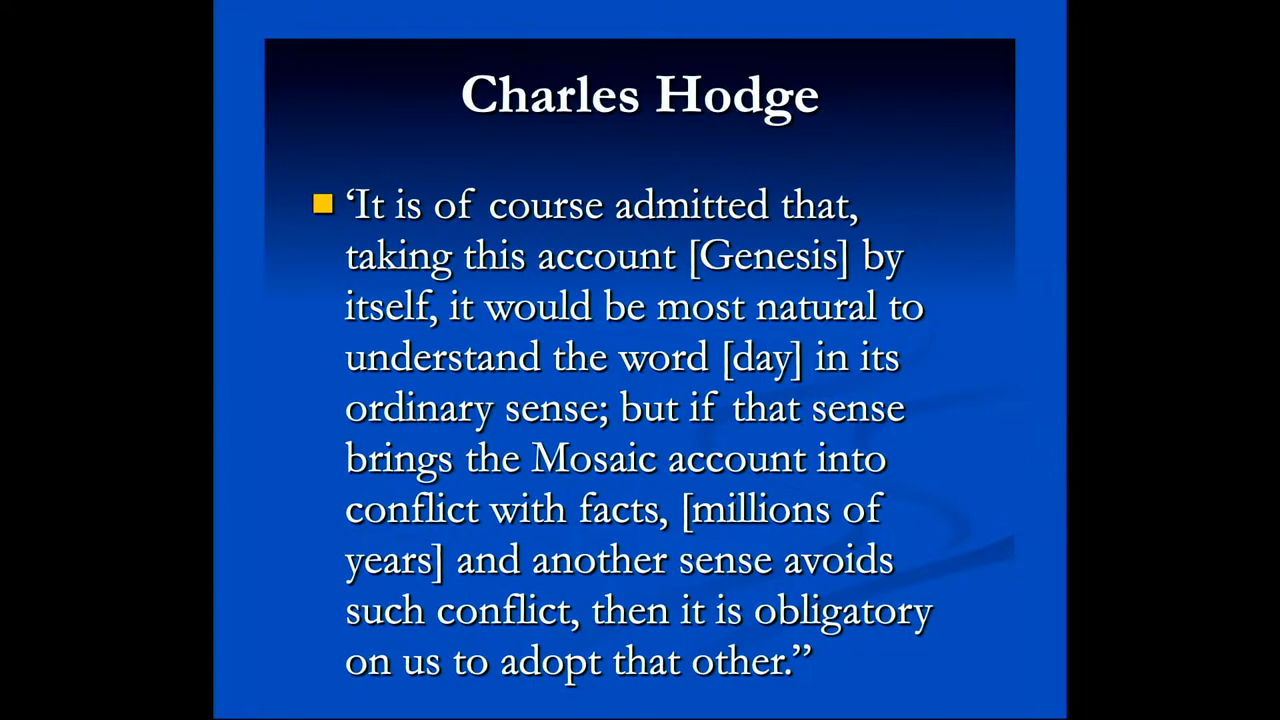 Charles Hodge
‘It is of course admitted that,
taking this account [Genesis] by
itself, it would be most natural to
understand the word [day] in its
ordinary sense; but if that sense
brings the Mosaic account into
conflict with facts, [millions of
years] and another sense avoids
such conflict, then it is obligatory
on us to adopt that other.”